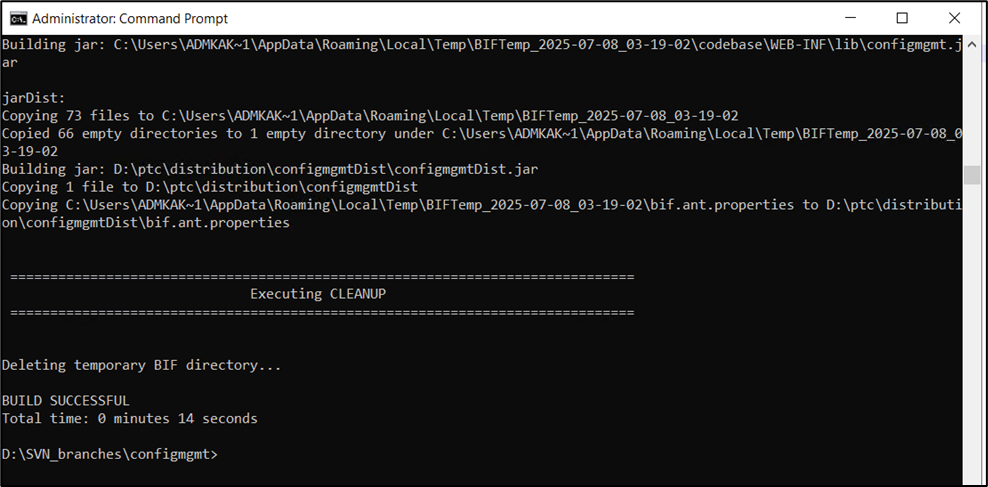 Administrator: Command Prompt
Building jar: C:\Users\ADMKAK~1\AppData\Roaming\Local\Temp\BIFTemp_2025-07-08_03-19-02\codebase\WEB-INF\lib\configmgmt.j
ar
jarDist:
Copying 73 files to C:\Users\ADMKAK~1\AppData\Roaming\Local\Temp\BIFTemp_2025-07-08_03-19-02
Copied 66 empty directories to 1 empty directory under C:\Users\ADMKAK~1\AppData\Roaming\Local\Temp\BIFTemp_2025-07-08_0
3-19-02
Building jar: D:\ptc\distribution\configmgmtDist\configmgmtDist.jar
Copying 1 file to D:\ptc\distribution\configmgmtDist
Copying C:\Users\ADMKAK~1\AppData\Roaming\Local\Temp\BIFTemp_2025-07-08_03-19-02\bif.ant.properties to D:\ptc\distributi
on\configmgmtDist\bif.ant.properties
==============================================================================
Executing CLEANUP
==============================================================================
Deleting temporary BIF directory...
BUILD SUCCESSFUL
Total time: 0 minutes 14 seconds
D:\SVN_branches\configmgmt>